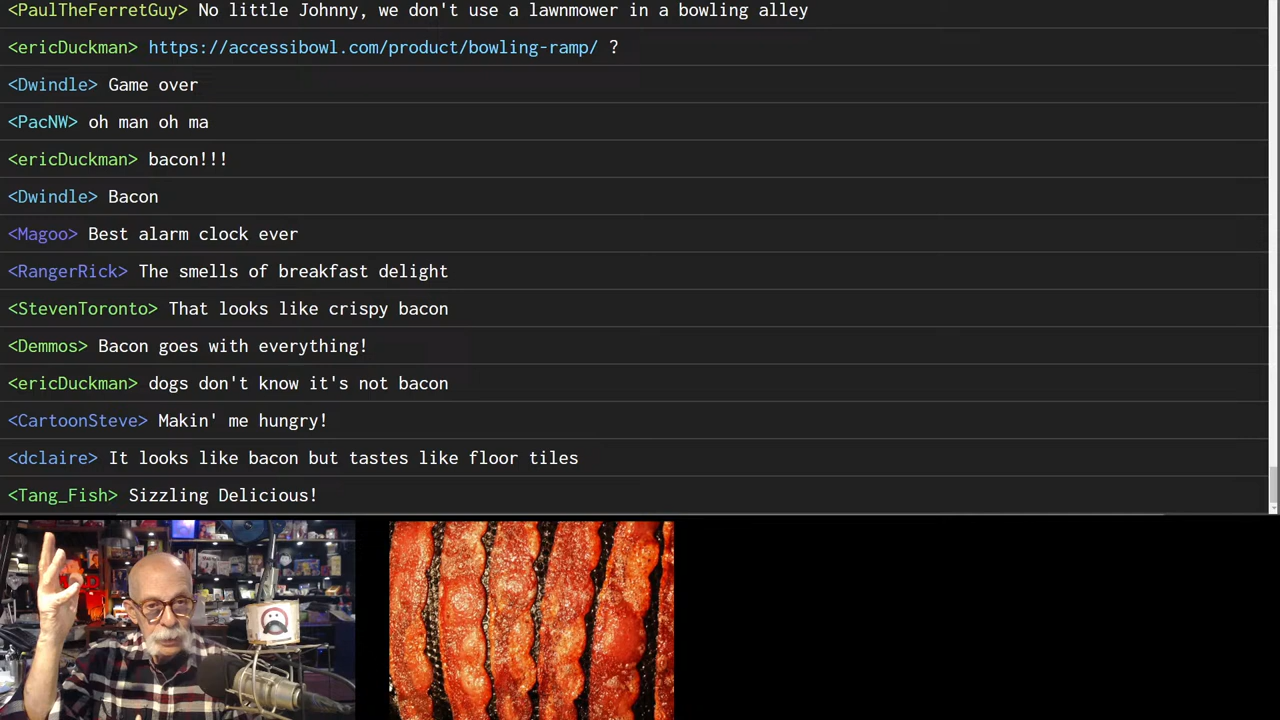 <PaulTheFerretGuy> No little Johnny, we don't use a lawnmower in a bowling alley
<ericDuckman> https://accessibowl.com/product/bowling-ramp/ ?
<Dwindle> Game over
<PacNW> oh man oh ma
<ericDuckman> bacon!!!
<Dwindle> Bacon
<Magoo> Best alarm clock ever
<RangerRick> The smells of breakfast delight
<StevenToronto> That looks like crispy bacon
<Demmos> Bacon goes with everything!
<ericDuckman> dogs don't know it's not bacon
<CartoonSteve> Makin' me hungry!
<dclaire> It looks like bacon but tastes like floor tiles
<Tang_Fish> Sizzling Delicious!